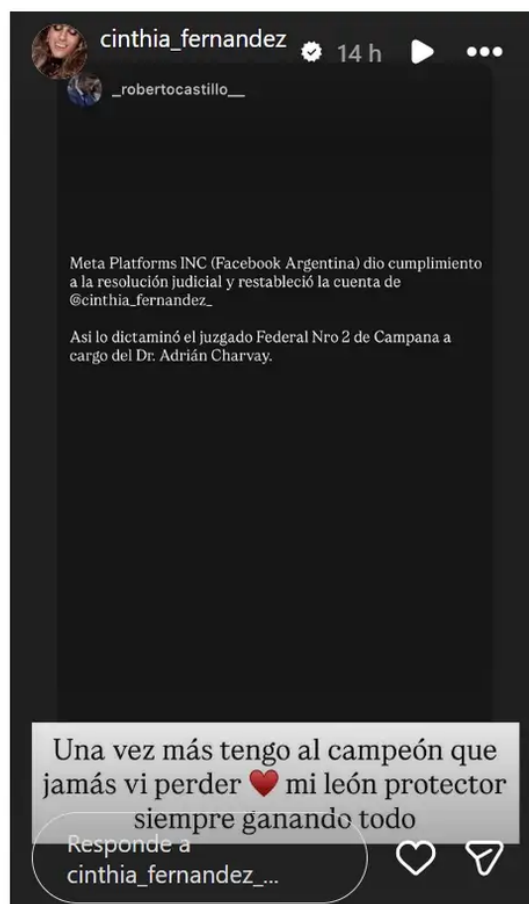 cinthia_fernandez 14 h
_robertocastillo__
Meta Platforms INC (Facebook Argentina) dio cumplimiento
a la resolución judicial y restableció la cuenta de
@cinthia_fernandez_
Asi lo dictaminó el juzgado Federal Nro 2 de Campana a
cargo del Dr. Adrián Charvay.
Una vez más tengo al campeón que
jamás vi perder ♥️ mi león protector
siempre ganando todo
Responde a
cinthia_fernandez_...